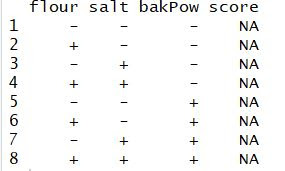 flour salt bakPow score
1 - - - NA
2 + - - NA
3 - + - NA
4 + + - NA
5 - - + NA
6 + - + NA
7 - + + NA
8 + + + NA